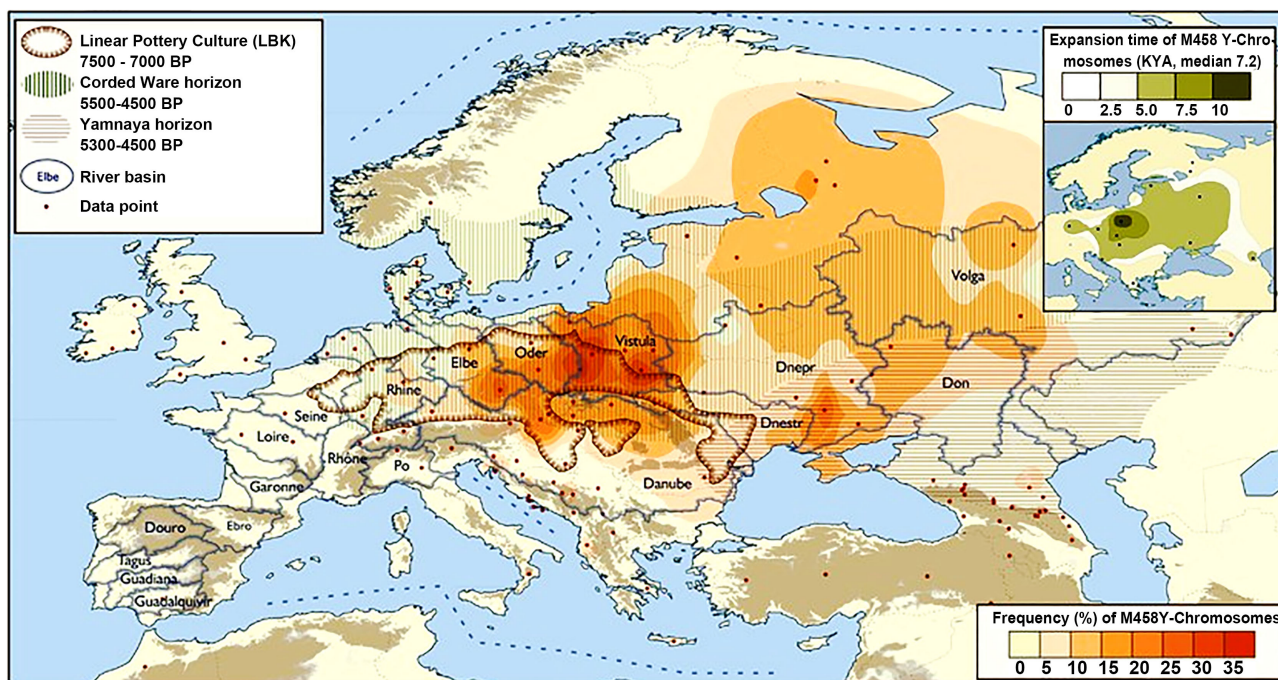 Linear Pottery Culture (LBK)
7500 - 7000 BP
Corded Ware horizon
5500-4500 BP
Yamnaya horizon
5300-4500 BP
Elbe River basin
Data point
Expansion time of M458 Y-Chro-
mosomes (KYA, median 7.2)
0 2.5 5.0 7.5 10
Volga
Vistula
Oder
Elbe
Dnepr
Rhine
Don
Seine
Dnestr
Loire
Rhône
Po
Danube
Garonne
Douro
Ebro
Tagus
Guadiana
Guadalquivir
Frequency (%) of M458Y-Chromosomes
0 5 10 15 20 25 30 35